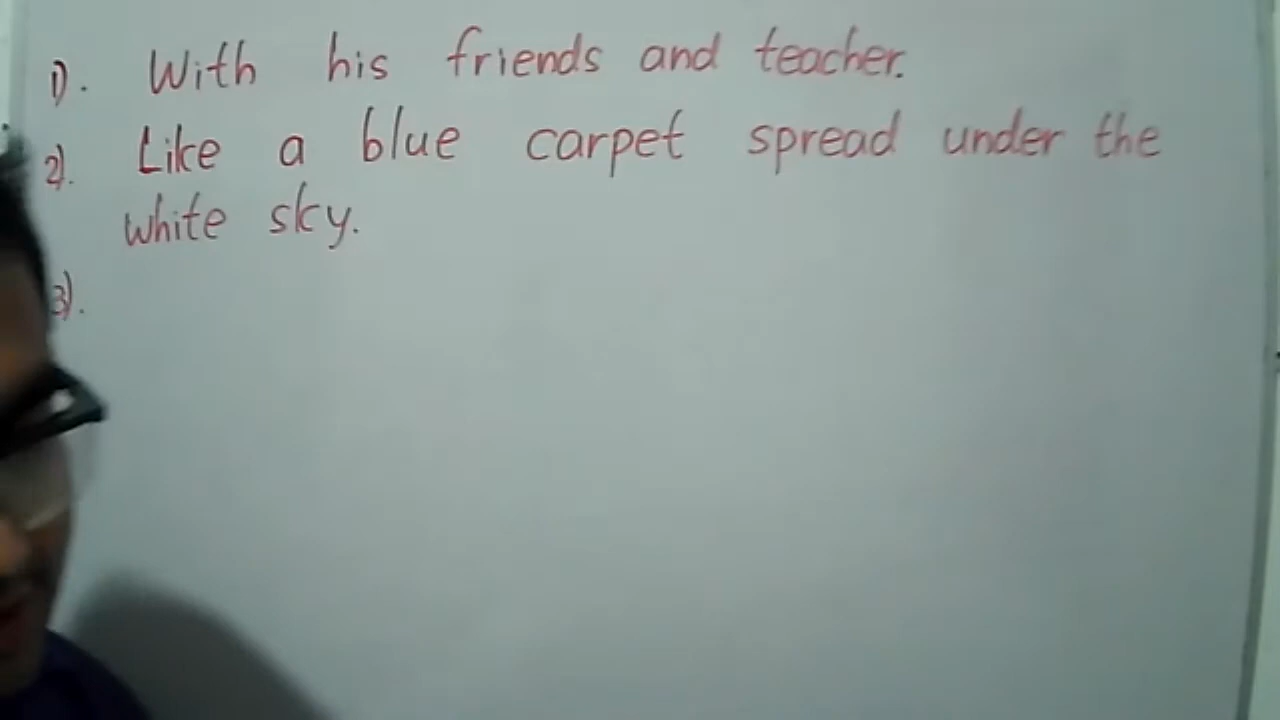 1). With his friends and teacher.
2). Like a blue carpet spread under the
white sky.
3).